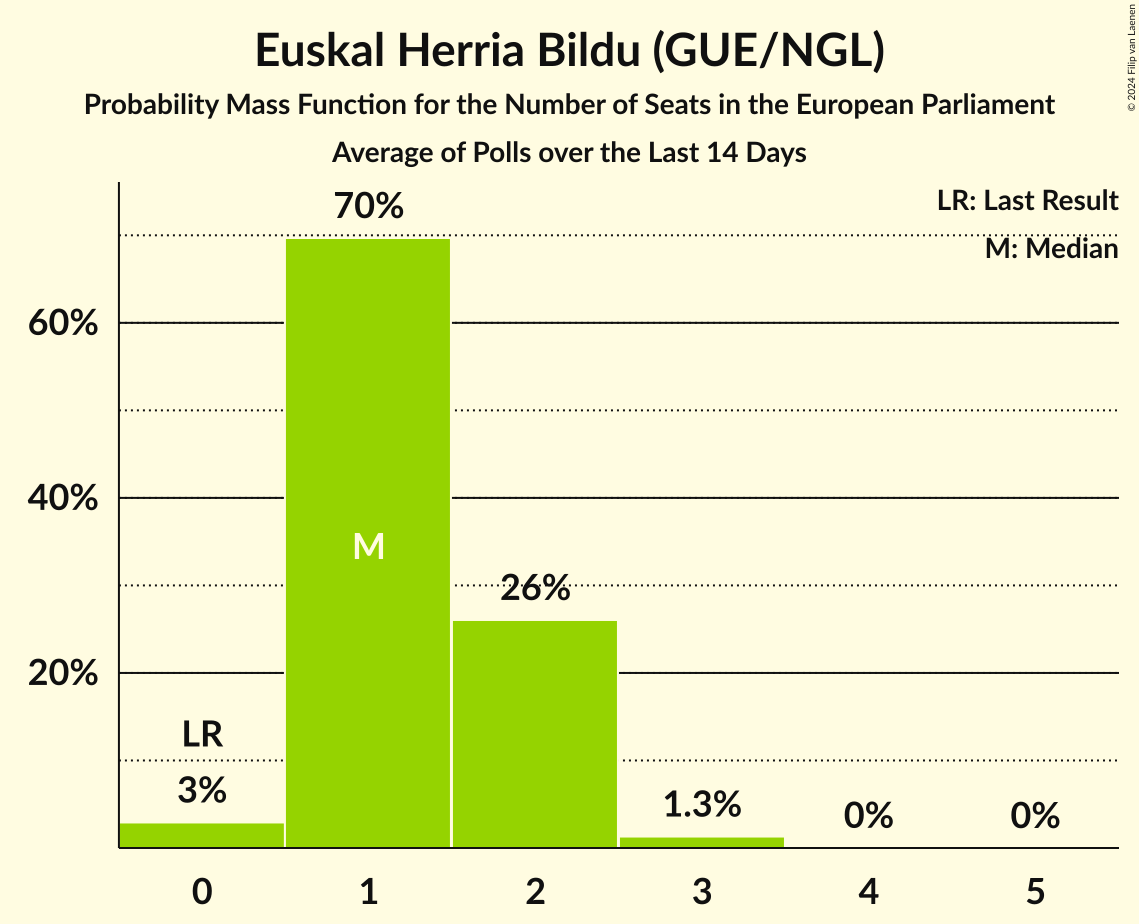 Euskal Herria Bildu (GUE/NGL)
Probability Mass Function for the Number of Seats in the European Parliament
Average of Polls over the Last 14 Days
© 2024 Filip van Laenen
LR: Last Result
M: Median
70%
60%
40%
M
26%
20%
LR
3%
1.3%
0%
0%
0 1 2 3 4 5